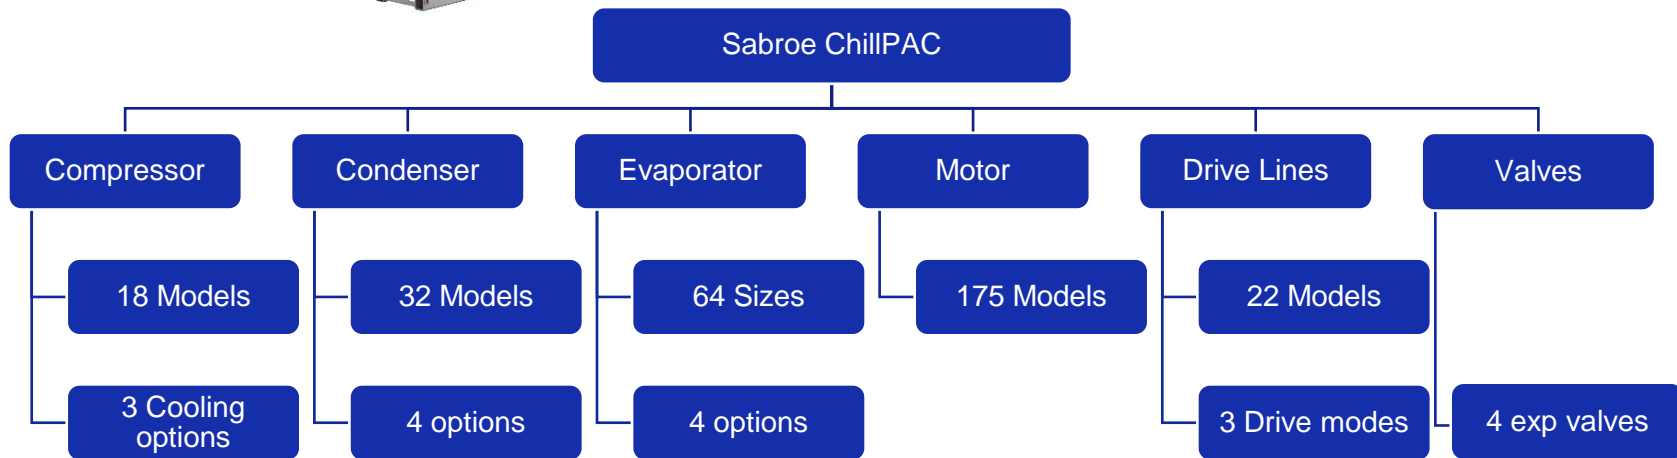 Sabroe ChillPAC
Compressor
Condenser
Evaporator
Motor
Drive Lines
Valves
18 Models
32 Models
64 Sizes
175 Models
22 Models
3 Cooling
options
4 options
4 options
3 Drive modes
4 exp valves